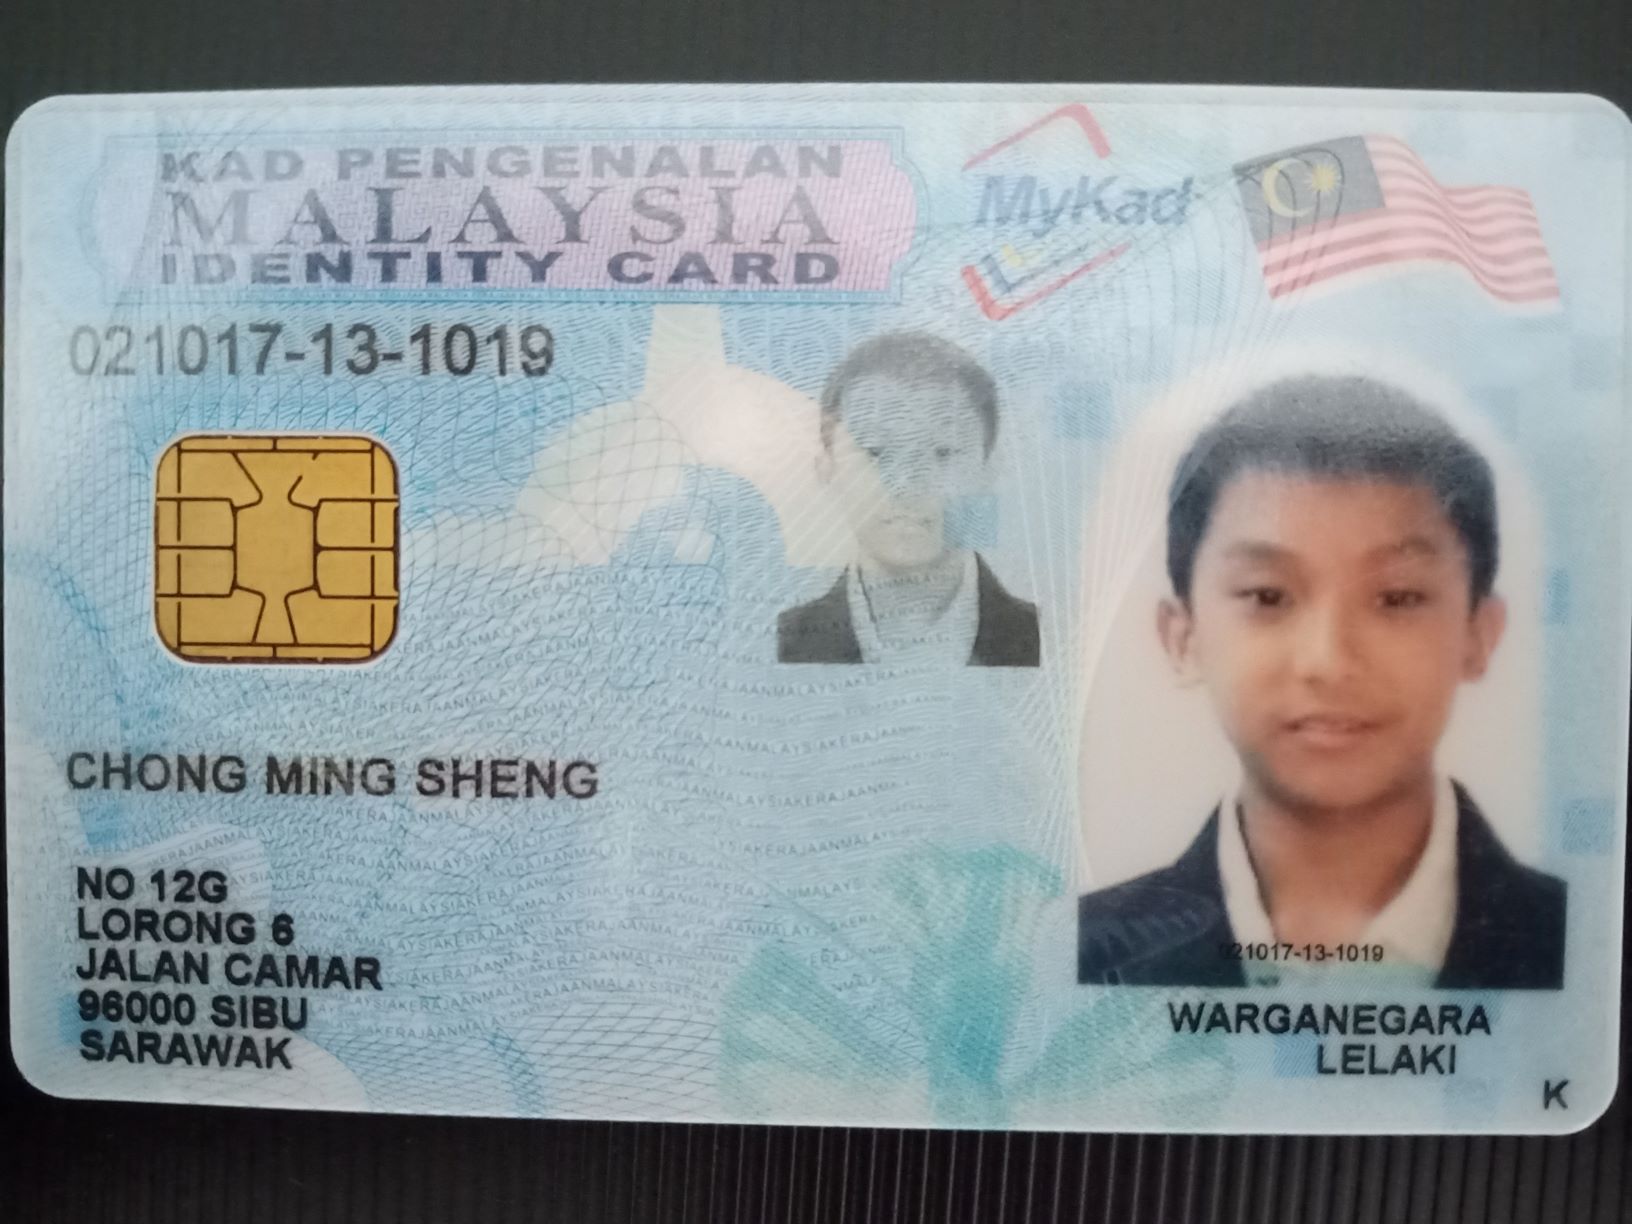 KAD PENGENALAN
MALAYSIA
IDENTITY CARD
MyKad
021017-13-1019
CHONG MING SHENG
NO 12G
LORONG 6
JALAN CAMAR
96000 SIBU
SARAWAK
021017-13-1019
WARGANEGARA
LELAKI
K